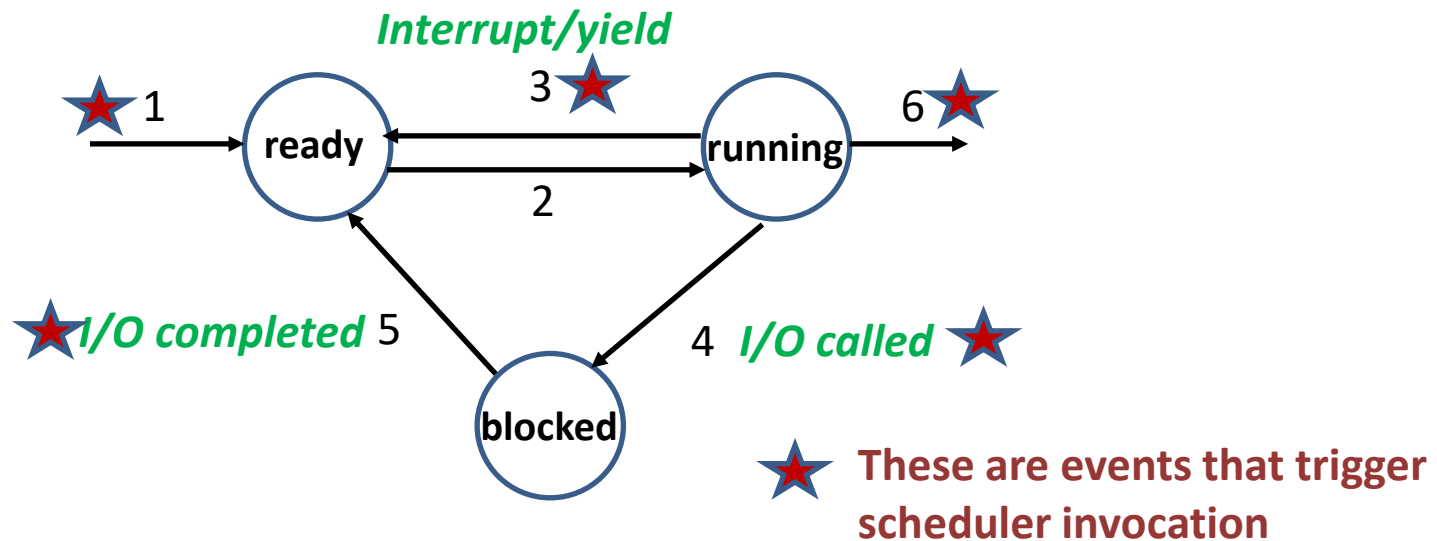 Interrupt/yield
1
3
6
ready
running
2
I/O completed 5
4 I/O called
blocked
These are events that trigger
scheduler invocation